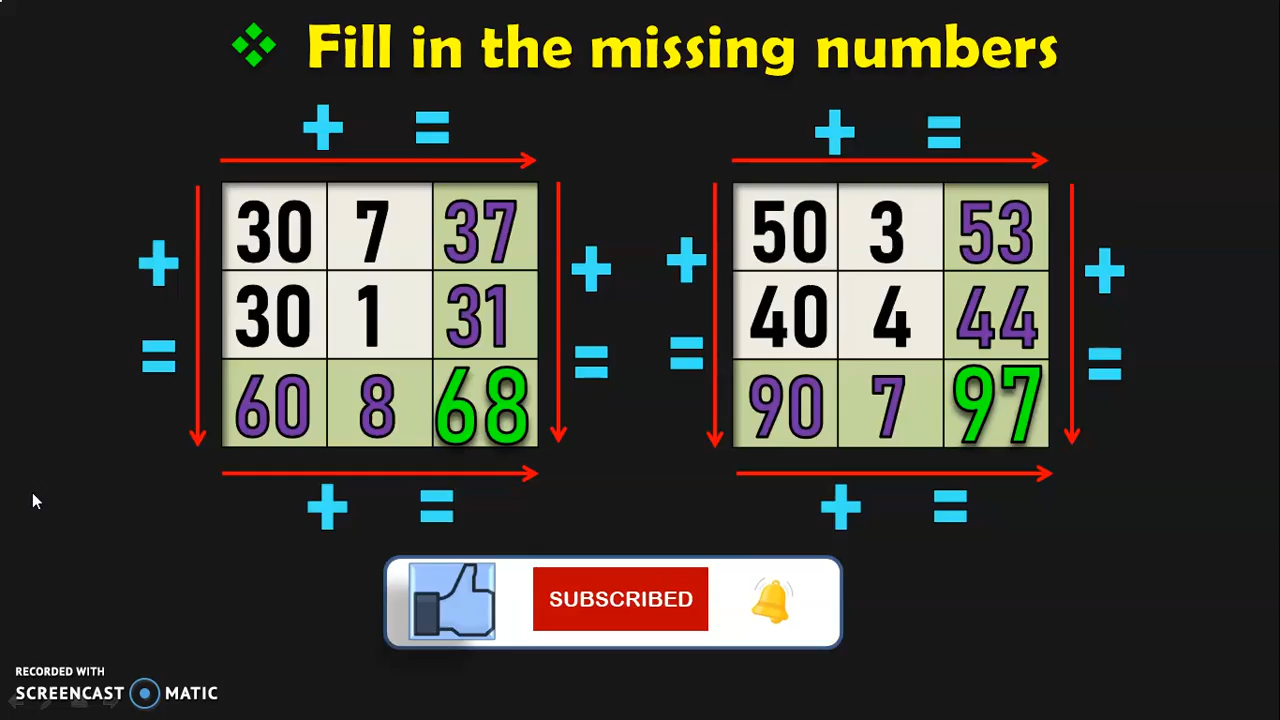 Fill in the missing numbers
+ = + =
30 7 37
30 1 31
60 8 68
50 3 53
40 4 44
90 7 97
+ = + =
SUBSCRIBED
RECORDED WITH
SCREENCAST MATIC